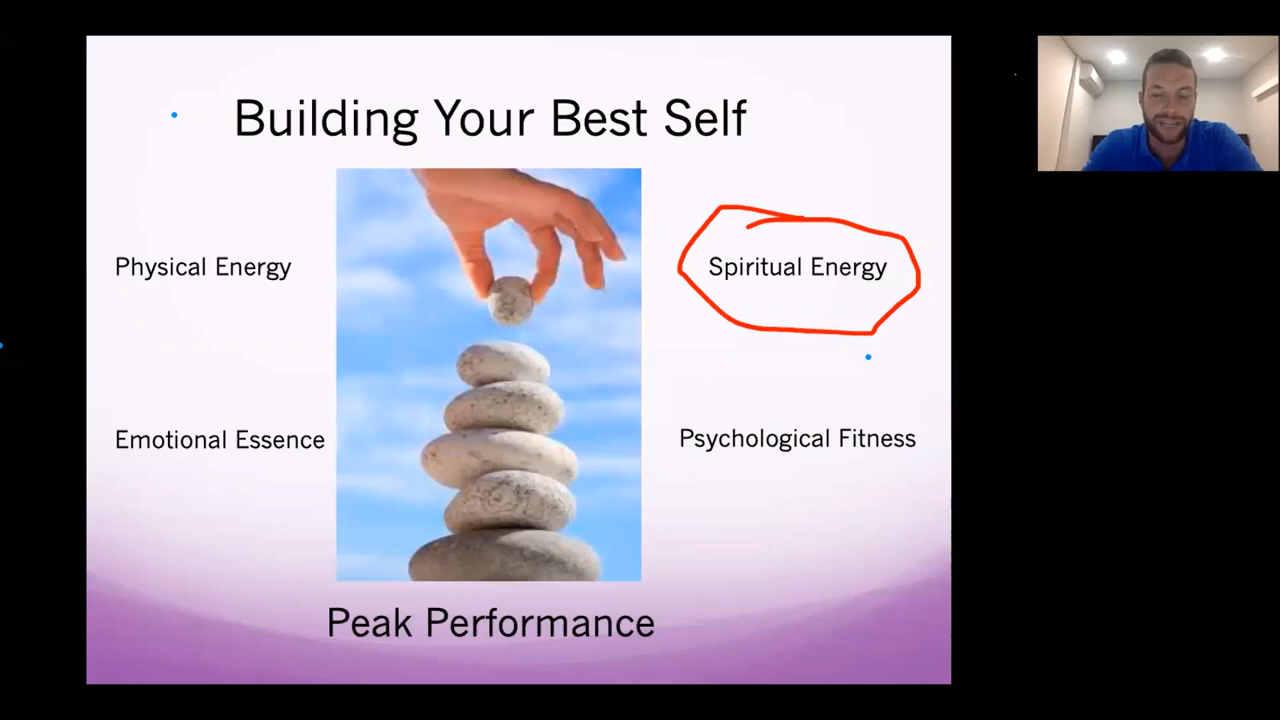 Building Your Best Self
Physical Energy
Spiritual Energy
Emotional Essence
Psychological Fitness
Peak Performance